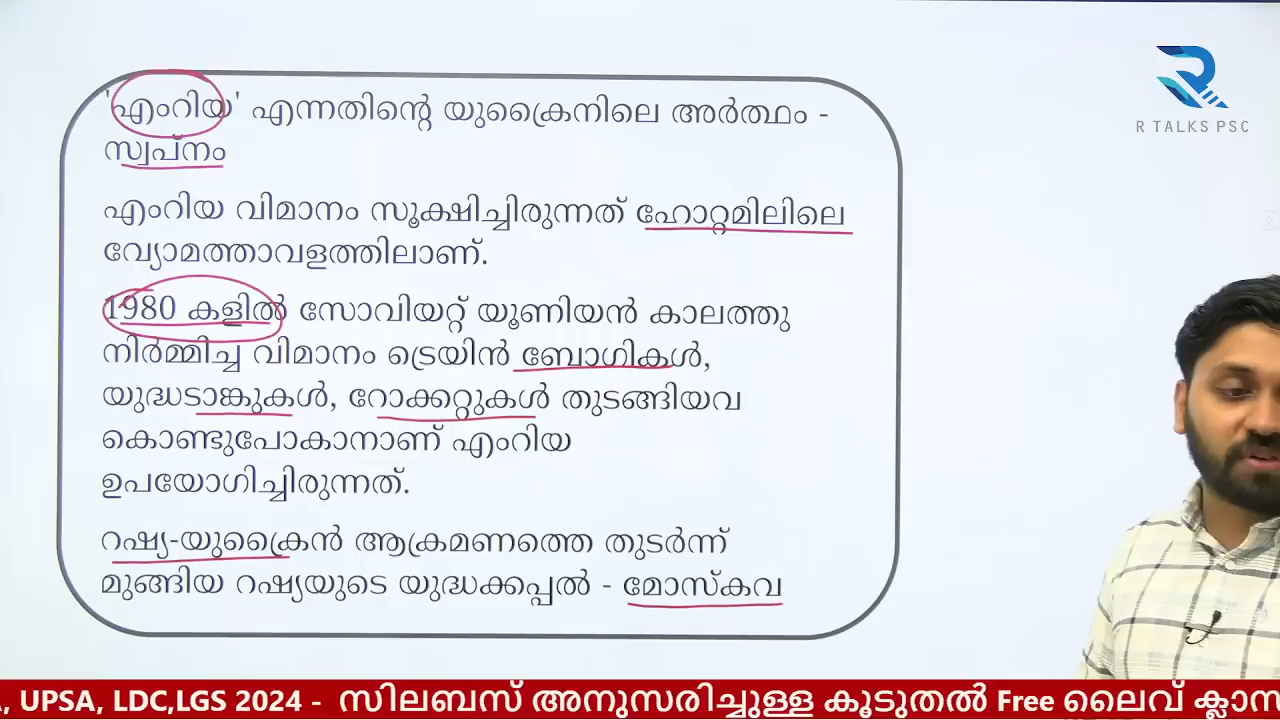 'എംറിയ' എന്നതിന്റെ യുക്രൈനിലെ അർത്ഥം -
സ്വപ്നം
എംറിയ വിമാനം സൂക്ഷിച്ചിരുന്നത് ഹോറ്റമിലിലെ
വ്യോമത്താവളത്തിലാണ്.
1980 കളിൽ സോവിയറ്റ് യൂണിയൻ കാലത്തു
നിർമ്മിച്ച വിമാനം ട്രെയിൻ ബോഗികൾ,
യുദ്ധടാങ്കുകൾ, റോക്കറ്റുകൾ തുടങ്ങിയവ
കൊണ്ടുപോകാനാണ് എംറിയ
ഉപയോഗിച്ചിരുന്നത്.
റഷ്യ-യുക്രൈൻ ആക്രമണത്തെ തുടർന്ന്
മുങ്ങിയ റഷ്യയുടെ യുദ്ധക്കപ്പൽ - മോസ്കവ
R TALKS PSC
, UPSA, LDC,LGS 2024 - സിലബസ് അനുസരിച്ചുള്ള കൂടുതൽ Free ലൈവ്